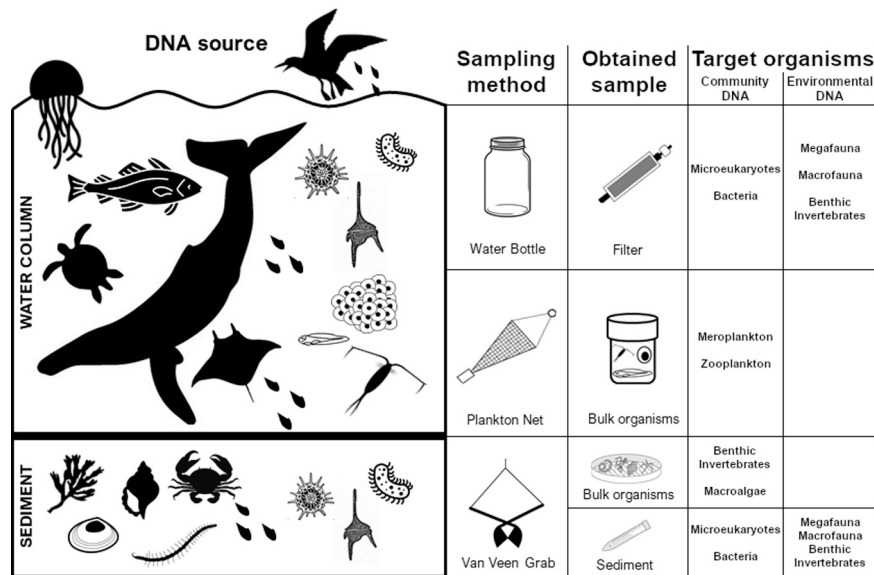 DNA source
Sampling
method
Obtained
sample
Target organisms
Community
DNA
Environmental
DNA
WATER COLUMN
Water Bottle
Filter
Microeukaryotes
Bacteria
Megafauna
Macrofauna
Benthic
Invertebrates
Plankton Net
Bulk organisms
Meroplankton
Zooplankton
SEDIMENT
Van Veen Grab
Bulk organisms
Benthic
Invertebrates
Macroalgae
Sediment
Microeukaryotes
Bacteria
Megafauna
Macrofauna
Benthic
Invertebrates